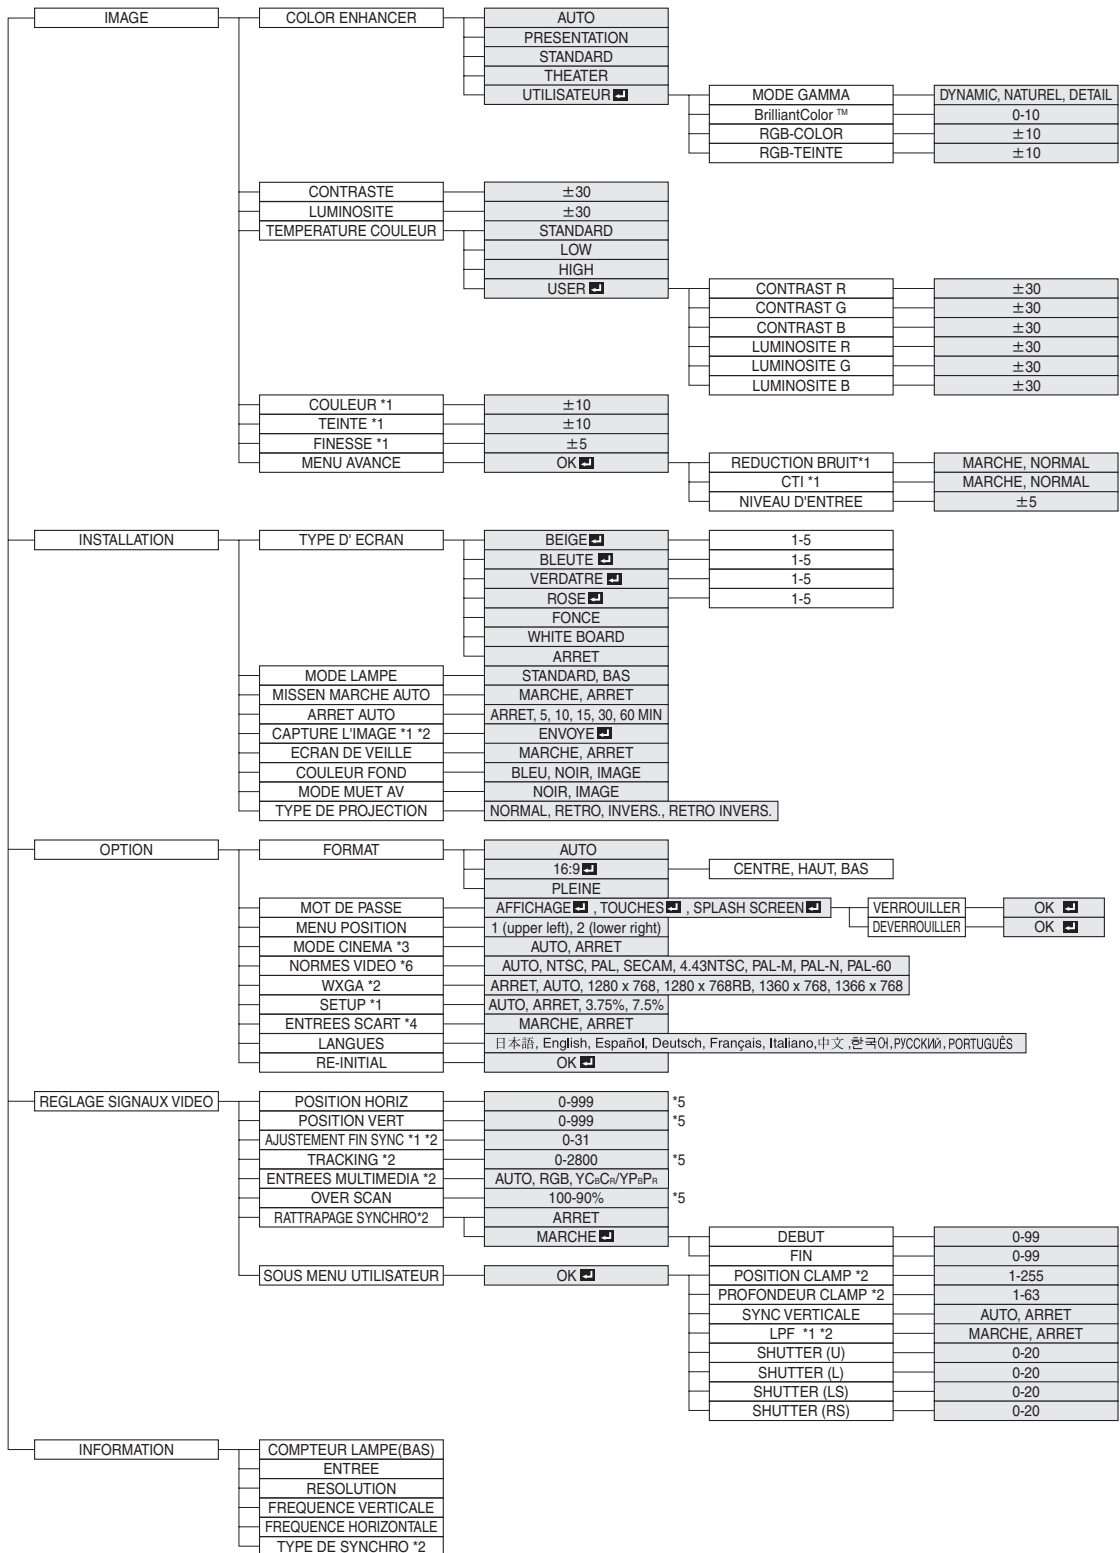 IMAGE COLOR ENHANCER AUTO
PRESENTATION
STANDARD
THEATER
UTILISATEUR MODE GAMMA DYNAMIC, NATUREL, DETAIL
BrilliantColor ™ 0-10
RGB-COLOR ±10
RGB-TEINTE ±10
CONTRASTE ±30
LUMINOSITE ±30
TEMPERATURE COULEUR STANDARD
LOW
HIGH
USER CONTRAST R ±30
CONTRAST G ±30
CONTRAST B ±30
LUMINOSITE R ±30
LUMINOSITE G ±30
LUMINOSITE B ±30
COULEUR *1 ±10
TEINTE *1 ±10
FINESSE *1 ±5
MENU AVANCE OK REDUCTION BRUIT*1 MARCHE, NORMAL
CTI *1 MARCHE, NORMAL
NIVEAU D'ENTREE ±5
INSTALLATION TYPE D' ECRAN BEIGE 1-5
BLEUTE 1-5
VERDATRE 1-5
ROSE 1-5
FONCE
WHITE BOARD
ARRET
MODE LAMPE STANDARD, BAS
MISSEN MARCHE AUTO MARCHE, ARRET
ARRET AUTO ARRET, 5, 10, 15, 30, 60 MIN
CAPTURE L'IMAGE *1 *2 ENVOYE
ECRAN DE VEILLE MARCHE, ARRET
COULEUR FOND BLEU, NOIR, IMAGE
MODE MUET AV NOIR, IMAGE
TYPE DE PROJECTION NORMAL, RETRO, INVERS., RETRO INVERS.
OPTION FORMAT AUTO
16:9 CENTRE, HAUT, BAS
PLEINE
MOT DE PASSE AFFICHAGE , TOUCHES , SPLASH SCREEN VERROUILLER OK
DEVERROUILLER OK
MENU POSITION 1 (upper left), 2 (lower right)
MODE CINEMA *3 AUTO, ARRET
NORMES VIDEO *6 AUTO, NTSC, PAL, SECAM, 4.43NTSC, PAL-M, PAL-N, PAL-60
WXGA *2 ARRET, AUTO, 1280 x 768, 1280 x 768RB, 1360 x 768, 1366 x 768
SETUP *1 AUTO, ARRET, 3.75%, 7.5%
ENTREES SCART *4 MARCHE, ARRET
LANGUES 日本語, English, Español, Deutsch, Français, Italiano,中文 ,한국어,РУССКИЙ, PORTUGUÊS
RE-INITIAL OK
REGLAGE SIGNAUX VIDEO POSITION HORIZ 0-999 *5
POSITION VERT 0-999 *5
AJUSTEMENT FIN SYNC *1 *2 0-31
TRACKING *2 0-2800 *5
ENTREES MULTIMEDIA *2 AUTO, RGB, YCBCR/YPBPR
OVER SCAN 100-90% *5
RATTRAPAGE SYNCHRO*2 ARRET
MARCHE DEBUT 0-99
FIN 0-99
SOUS MENU UTILISATEUR OK POSITION CLAMP *2 1-255
PROFONDEUR CLAMP *2 1-63
SYNC VERTICALE AUTO, ARRET
LPF *1 *2 MARCHE, ARRET
SHUTTER (U) 0-20
SHUTTER (L) 0-20
SHUTTER (LS) 0-20
SHUTTER (RS) 0-20
INFORMATION COMPTEUR LAMPE(BAS)
ENTREE
RESOLUTION
FREQUENCE VERTICALE
FREQUENCE HORIZONTALE
TYPE DE SYNCHRO *2